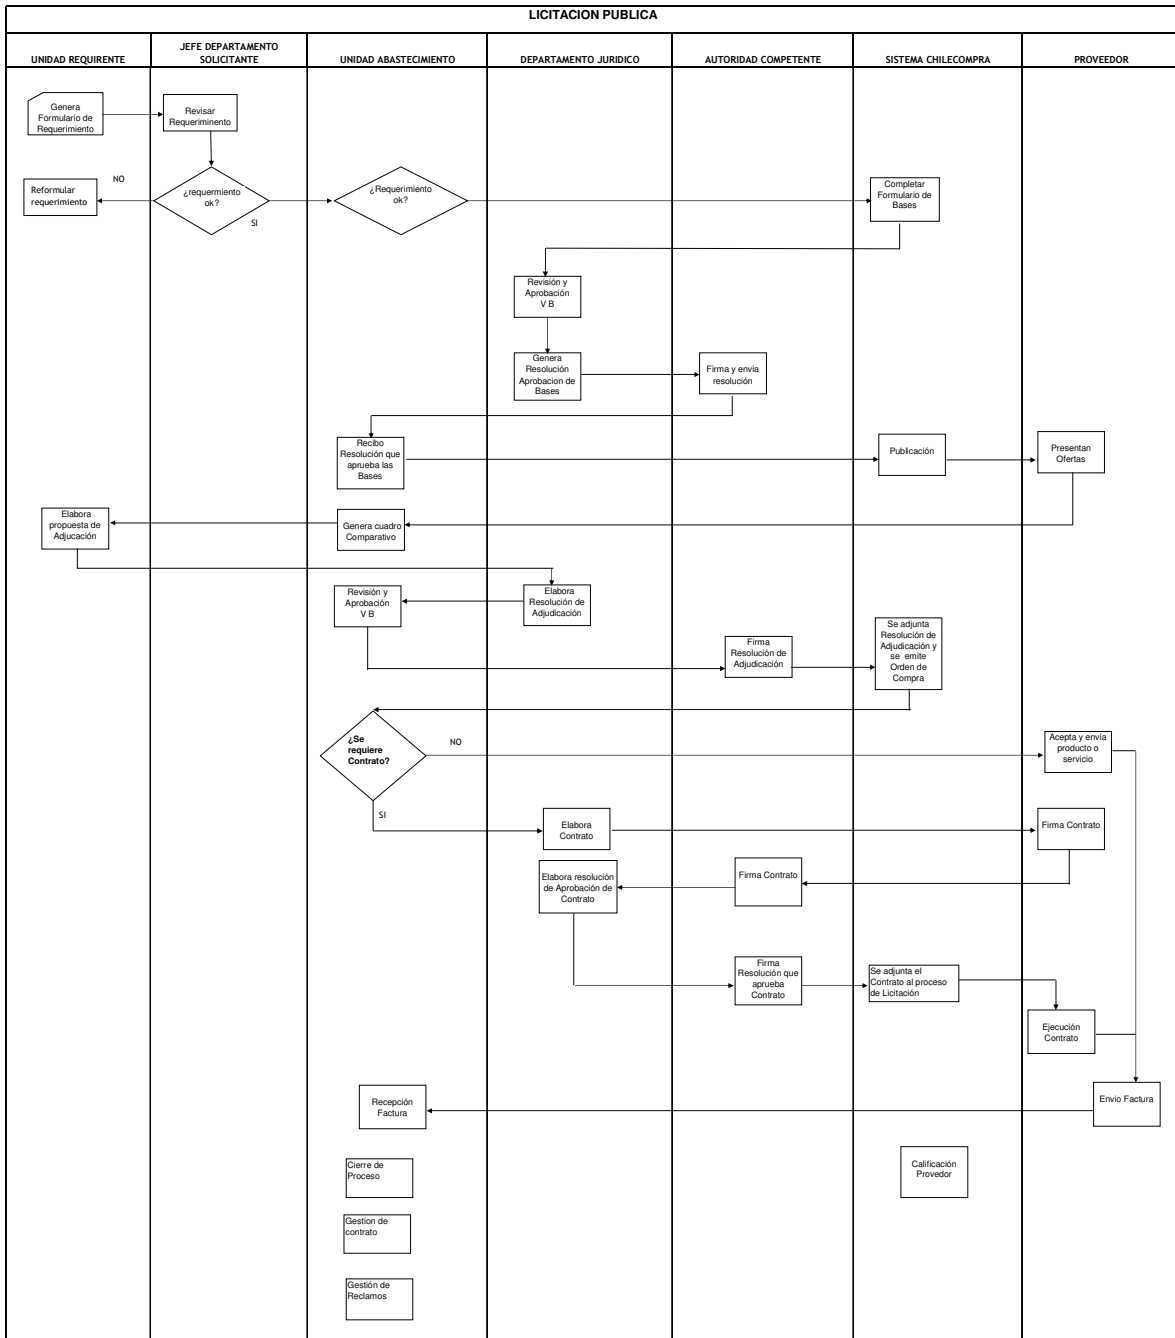 LICITACION PUBLICA
UNIDAD REQUIRENTE
JEFE DEPARTAMENTO
SOLICITANTE
UNIDAD ABASTECIMIENTO
DEPARTAMENTO JURIDICO
AUTORIDAD COMPETENTE
SISTEMA CHILECOMPRA
PROVEEDOR
Genera
Formulario de
Requerimiento
Revisar
Requeriminento
Reformular
requerimiento
NO
¿requermiento
ok?
SI
¿Requerimiento
ok?
Completar
Formulario de
Bases
Revisión y
Aprobación
V B
Genera
Resolución
Aprobacion de
Bases
Firma y envía
resolución
Recibo
Resolución que
aprueba las
Bases
Publicación
Presentan
Ofertas
Elabora
propuesta de
Adjucación
Genera cuadro
Comparativo
Revisión y
Aprobación
V B
Elabora
Resolución de
Adjudicación
Firma
Resolución de
Adjudicación
Se adjunta
Resolución de
Adjudicación y
se emite
Orden de
Compra
¿Se
requiere
Contrato?
NO
Acepta y envía
producto o
servicio
SI
Elabora
Contrato
Firma Contrato
Elabora resolución
de Aprobación de
Contrato
Firma Contrato
Firma
Resolución que
aprueba
Contrato
Se adjunta el
Contrato al proceso
de Licitación
Ejecución
Contrato
Recepción
Factura
Envio Factura
Cierre de
Proceso
Calificación
Provedor
Gestion de
contrato
Gestión de
Reclamos